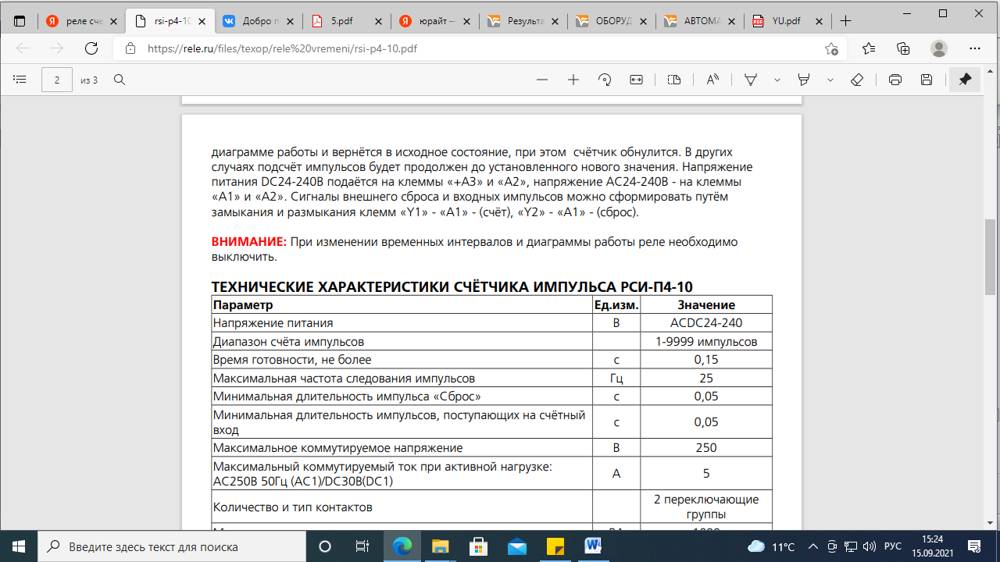 реле сче
rsi-p4-10
Добро п
5.pdf
юрайт —
Результа
ОБОРУД
АВТОМА
YU.pdf
https://rele.ru/files/texop/rele%20vremeni/rsi-p4-10.pdf
2 из 3
диаграмме работы и вернётся в исходное состояние, при этом счётчик обнулится. В других
случаях подсчёт импульсов будет продолжен до установленного нового значения. Напряжение
питания DC24-240В подаётся на клеммы «+А3» и «А2», напряжение АС24-240В - на клеммы
«А1» и «А2». Сигналы внешнего сброса и входных импульсов можно сформировать путём
замыкания и размыкания клемм «Y1» - «А1» - (счёт), «Y2» - «А1» - (сброс).
ВНИМАНИЕ: При изменении временных интервалов и диаграммы работы реле необходимо
выключить.
ТЕХНИЧЕСКИЕ ХАРАКТЕРИСТИКИ СЧЁТЧИКА ИМПУЛЬСА РСИ-П4-10
Параметр Ед.изм. Значение
Напряжение питания В ACDC24-240
Диапазон счёта импульсов 1-9999 импульсов
Время готовности, не более с 0,15
Максимальная частота следования импульсов Гц 25
Минимальная длительность импульса «Сброс» с 0,05
Минимальная длительность импульсов, поступающих на счётный
вход с 0,05
Максимальное коммутируемое напряжение В 250
Максимальный коммутируемый ток при активной нагрузке:
АС250В 50Гц (АС1)/DC30В(DC1) А 5
Количество и тип контактов 2 переключающие
группы
Введите здесь текст для поиска
11°C
РУС
15:24
15.09.2021